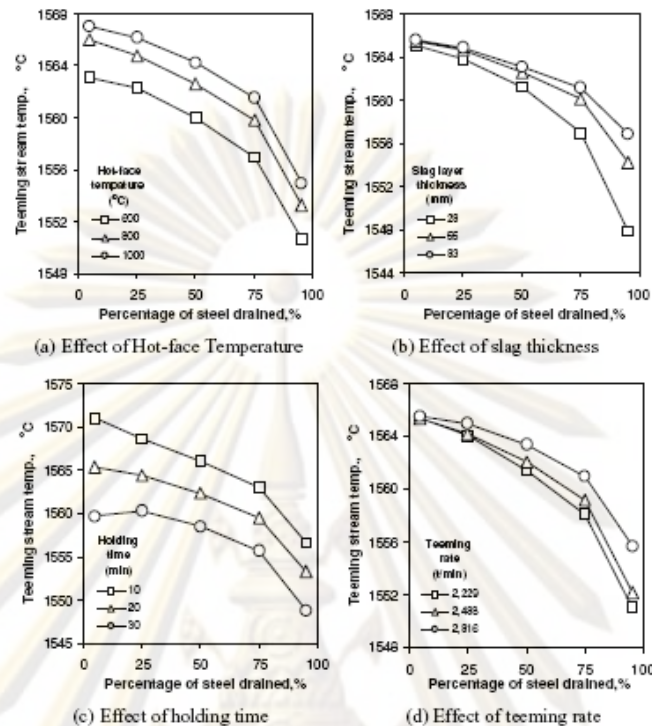 1568
1564
1560
1556
1552
1548
Teeming stream temp., °C
Hot-face
tempature
(°C)
600
800
1000
0 25 50 75 100
Percentage of steel drained,%
(a) Effect of Hot-face Temperature
1568
1564
1560
1556
1552
1548
1544
Teeming stream temp., °C
Slag layer
thickness
(mm)
28
55
83
0 25 50 75 100
Percentage of steel drained,%
(b) Effect of slag thickness
1575
1570
1565
1560
1555
1550
1545
Teeming stream temp., °C
Holding
time
(min)
10
20
30
0 25 50 75 100
Percentage of steel drained,%
(c) Effect of holding time
1568
1564
1560
1556
1552
1548
Teeming stream temp., °C
Teeming
rate
(t/min)
2,229
2,488
2,816
0 25 50 75 100
Percentage of steel drained,%
(d) Effect of teeming rate